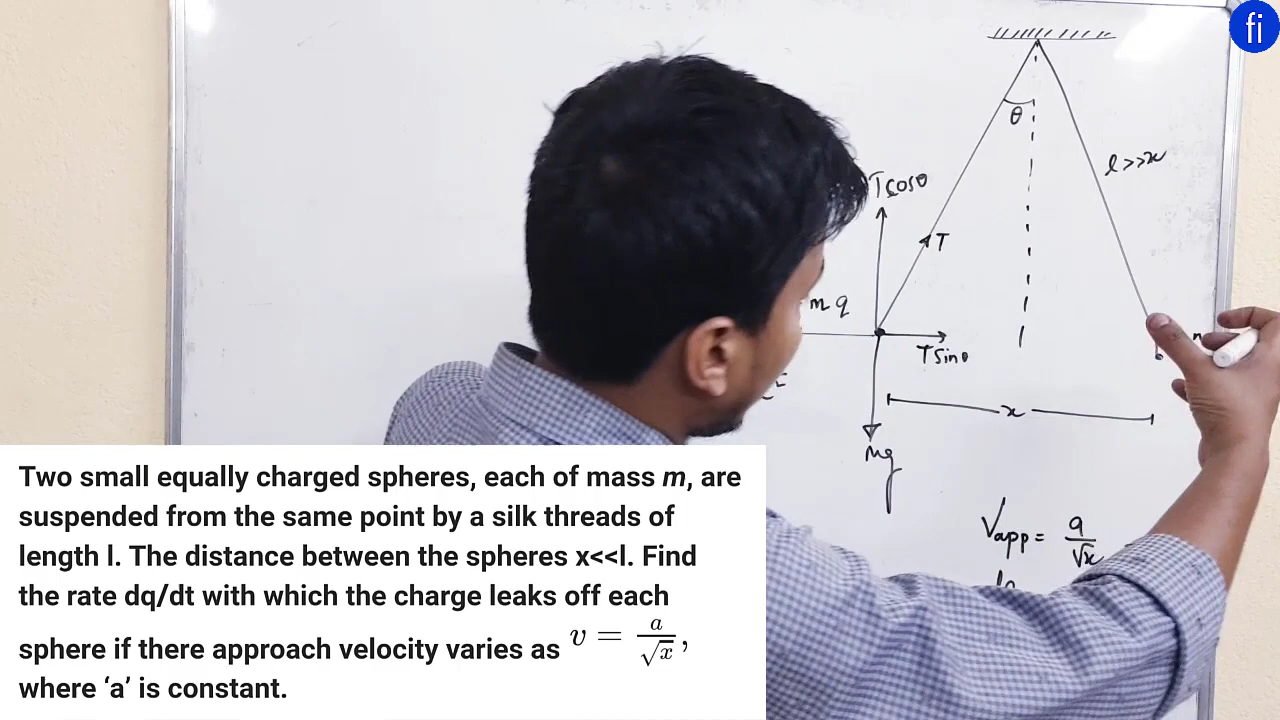 fi
θ
l>>x
Tcosθ
T
m q
Tsinθ
x
Mg
Vapp = a/√x
Two small equally charged spheres, each of mass m, are
suspended from the same point by a silk threads of
length l. The distance between the spheres x<<l. Find
the rate dq/dt with which the charge leaks off each
sphere if there approach velocity varies as v = a/√x,
where ‘a’ is constant.